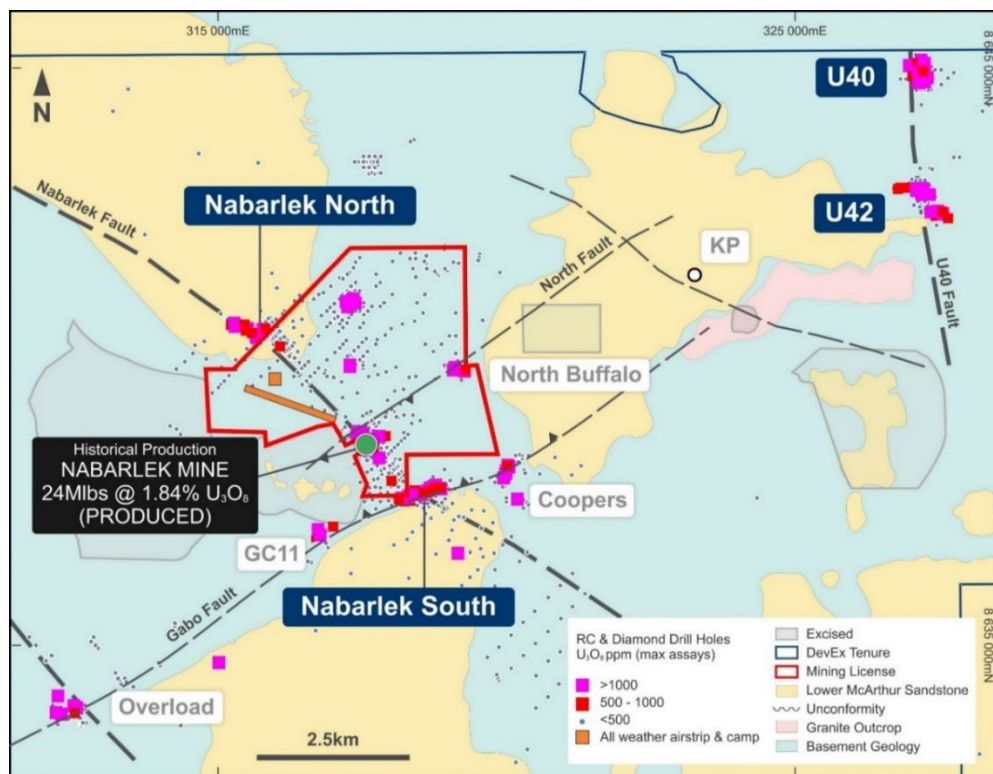 315 000mE
325 000mE
8 645 000mN
N
U40
Nabarlek Fault
Nabarlek North
U42
KP
North Fault
U40 Fault
North Buffalo
Historical Production
NABARLEK MINE
24Mlbs @ 1.84% U₃O₈
(PRODUCED)
Coopers
GC11
Nabarlek South
Gabo Fault
8 635 000mN
Overload
2.5km
RC & Diamond Drill Holes
U₃O₈ ppm (max assays)
>1000
500 - 1000
<500
All weather airstrip & camp
Excised
DevEx Tenure
Mining License
Lower McArthur Sandstone
Unconformity
Granite Outcrop
Basement Geology